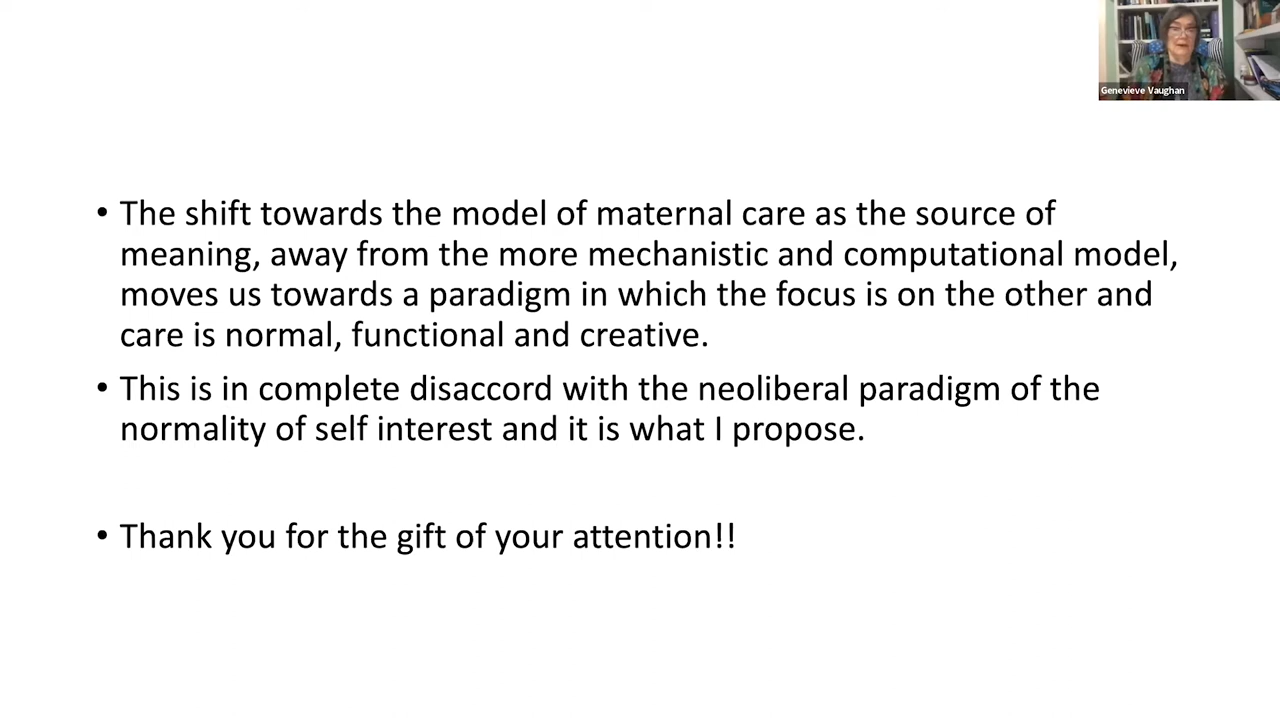 Genevieve Vaughan
• The shift towards the model of maternal care as the source of
meaning, away from the more mechanistic and computational model,
moves us towards a paradigm in which the focus is on the other and
care is normal, functional and creative.
• This is in complete disaccord with the neoliberal paradigm of the
normality of self interest and it is what I propose.
• Thank you for the gift of your attention!!